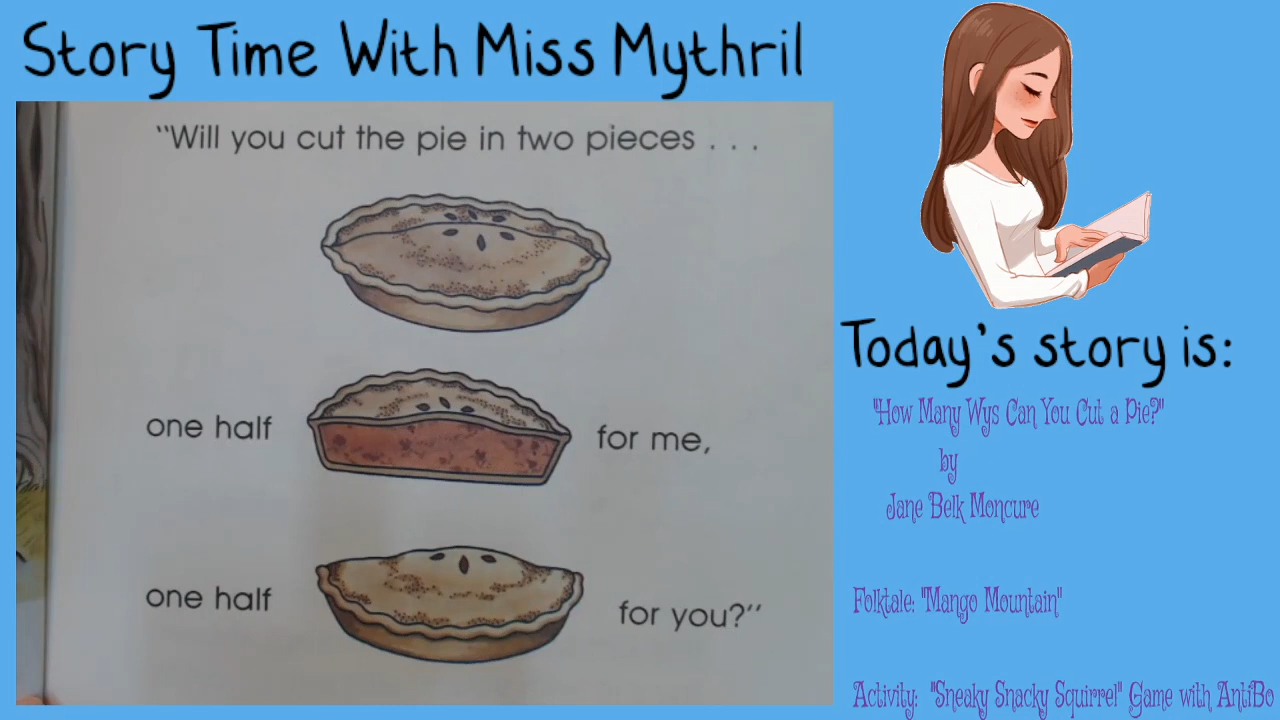 Story Time With Miss Mythril
"Will you cut the pie in two pieces . . .
one half for me,
one half for you?"
Today's story is:
"How Many Wys Can You Cut a Pie?"
by
Jane Belk Moncure
Folktale: "Mango Mountain"
Activity: "Sneaky Snacky Squirrel" Game with AntiBo